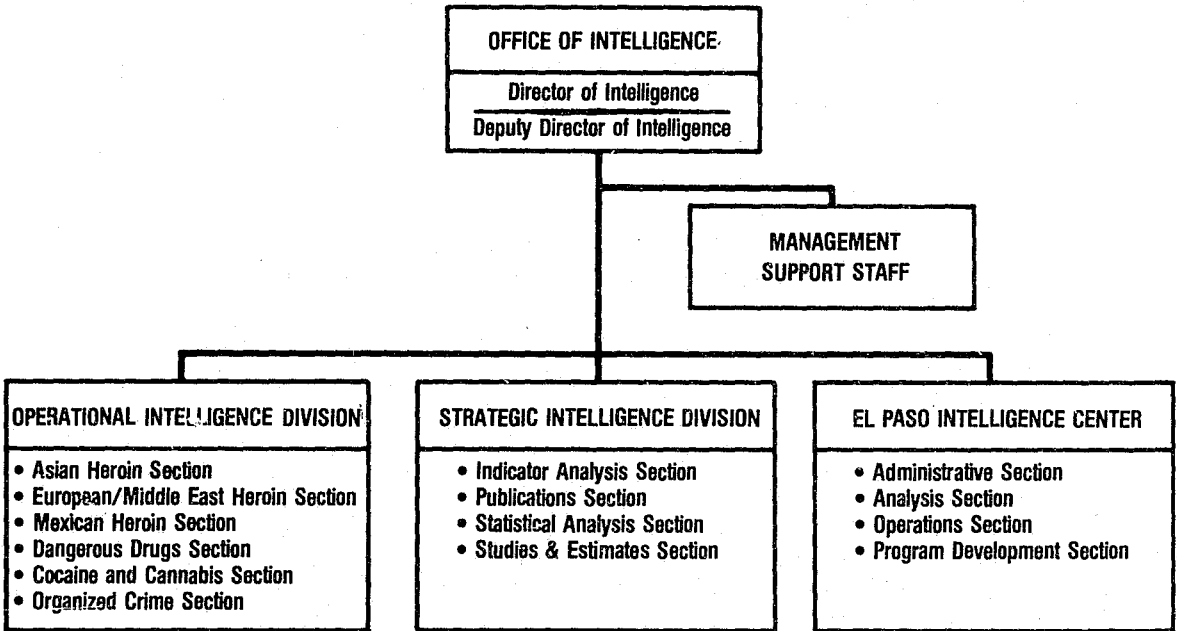 OFFICE OF INTELLIGENCE
Director of Intelligence
Deputy Director of Intelligence
MANAGEMENT
SUPPORT STAFF
OPERATIONAL INTELLIGENCE DIVISION
• Asian Heroin Section
• European/Middle East Heroin Section
• Mexican Heroin Section
• Dangerous Drugs Section
• Cocaine and Cannabis Section
• Organized Crime Section
STRATEGIC INTELLIGENCE DIVISION
• Indicator Analysis Section
• Publications Section
• Statistical Analysis Section
• Studies & Estimates Section
EL PASO INTELLIGENCE CENTER
• Administrative Section
• Analysis Section
• Operations Section
• Program Development Section